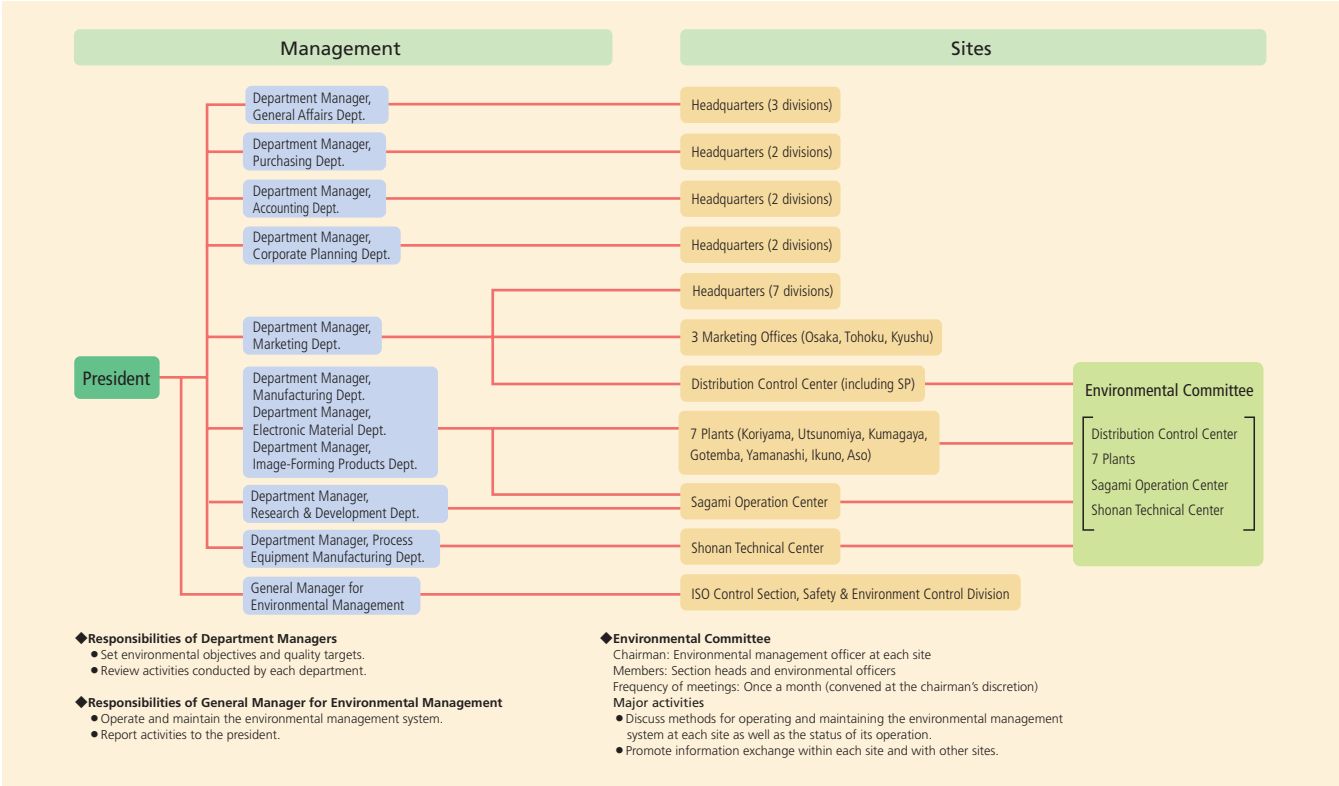 Management
Sites
President
Department Manager,
General Affairs Dept.
Headquarters (3 divisions)
Department Manager,
Purchasing Dept.
Headquarters (2 divisions)
Department Manager,
Accounting Dept.
Headquarters (2 divisions)
Department Manager,
Corporate Planning Dept.
Headquarters (2 divisions)
Headquarters (7 divisions)
Department Manager,
Marketing Dept.
3 Marketing Offices (Osaka, Tohoku, Kyushu)
Distribution Control Center (including SP)
Department Manager,
Manufacturing Dept.
Department Manager,
Electronic Material Dept.
Department Manager,
Image-Forming Products Dept.
7 Plants (Koriyama, Utsunomiya, Kumagaya,
Gotemba, Yamanashi, Ikuno, Aso)
Department Manager,
Research & Development Dept.
Sagami Operation Center
Department Manager, Process
Equipment Manufacturing Dept.
Shonan Technical Center
General Manager for
Environmental Management
ISO Control Section, Safety & Environment Control Division
Environmental Committee
Distribution Control Center
7 Plants
Sagami Operation Center
Shonan Technical Center
◆Responsibilities of Department Managers
● Set environmental objectives and quality targets.
● Review activities conducted by each department.
◆Responsibilities of General Manager for Environmental Management
● Operate and maintain the environmental management system.
● Report activities to the president.
◆Environmental Committee
Chairman: Environmental management officer at each site
Members: Section heads and environmental officers
Frequency of meetings: Once a month (convened at the chairman's discretion)
Major activities
● Discuss methods for operating and maintaining the environmental management
system at each site as well as the status of its operation.
● Promote information exchange within each site and with other sites.